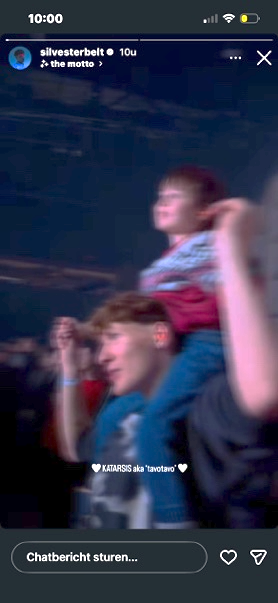 10:00
silvesterbelt 10u
the motto >
🤍 KATARSIS aka "tavotavo" 🤍
Chatbericht sturen...